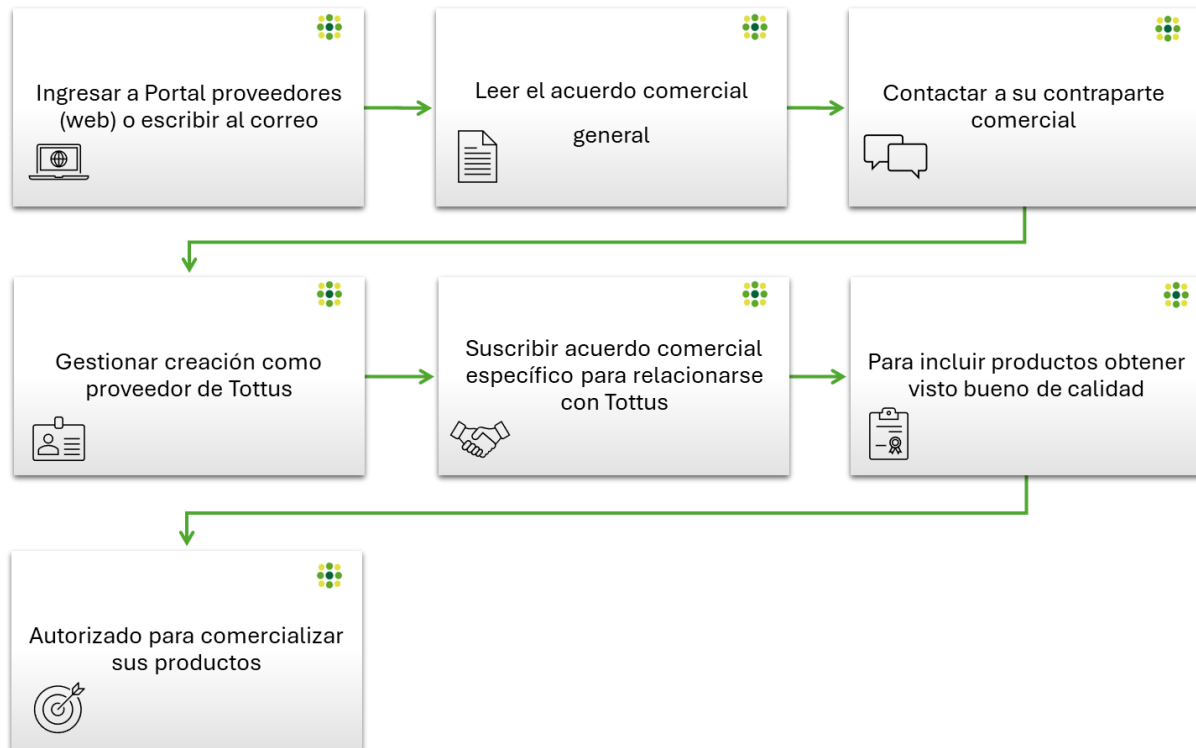 Ingresar a Portal proveedores
(web) o escribir al correo
Leer el acuerdo comercial
general
Contactar a su contraparte
comercial
Gestionar creación como
proveedor de Tottus
Suscribir acuerdo comercial
específico para relacionarse
con Tottus
Para incluir productos obtener
visto bueno de calidad
Autorizado para comercializar
sus productos